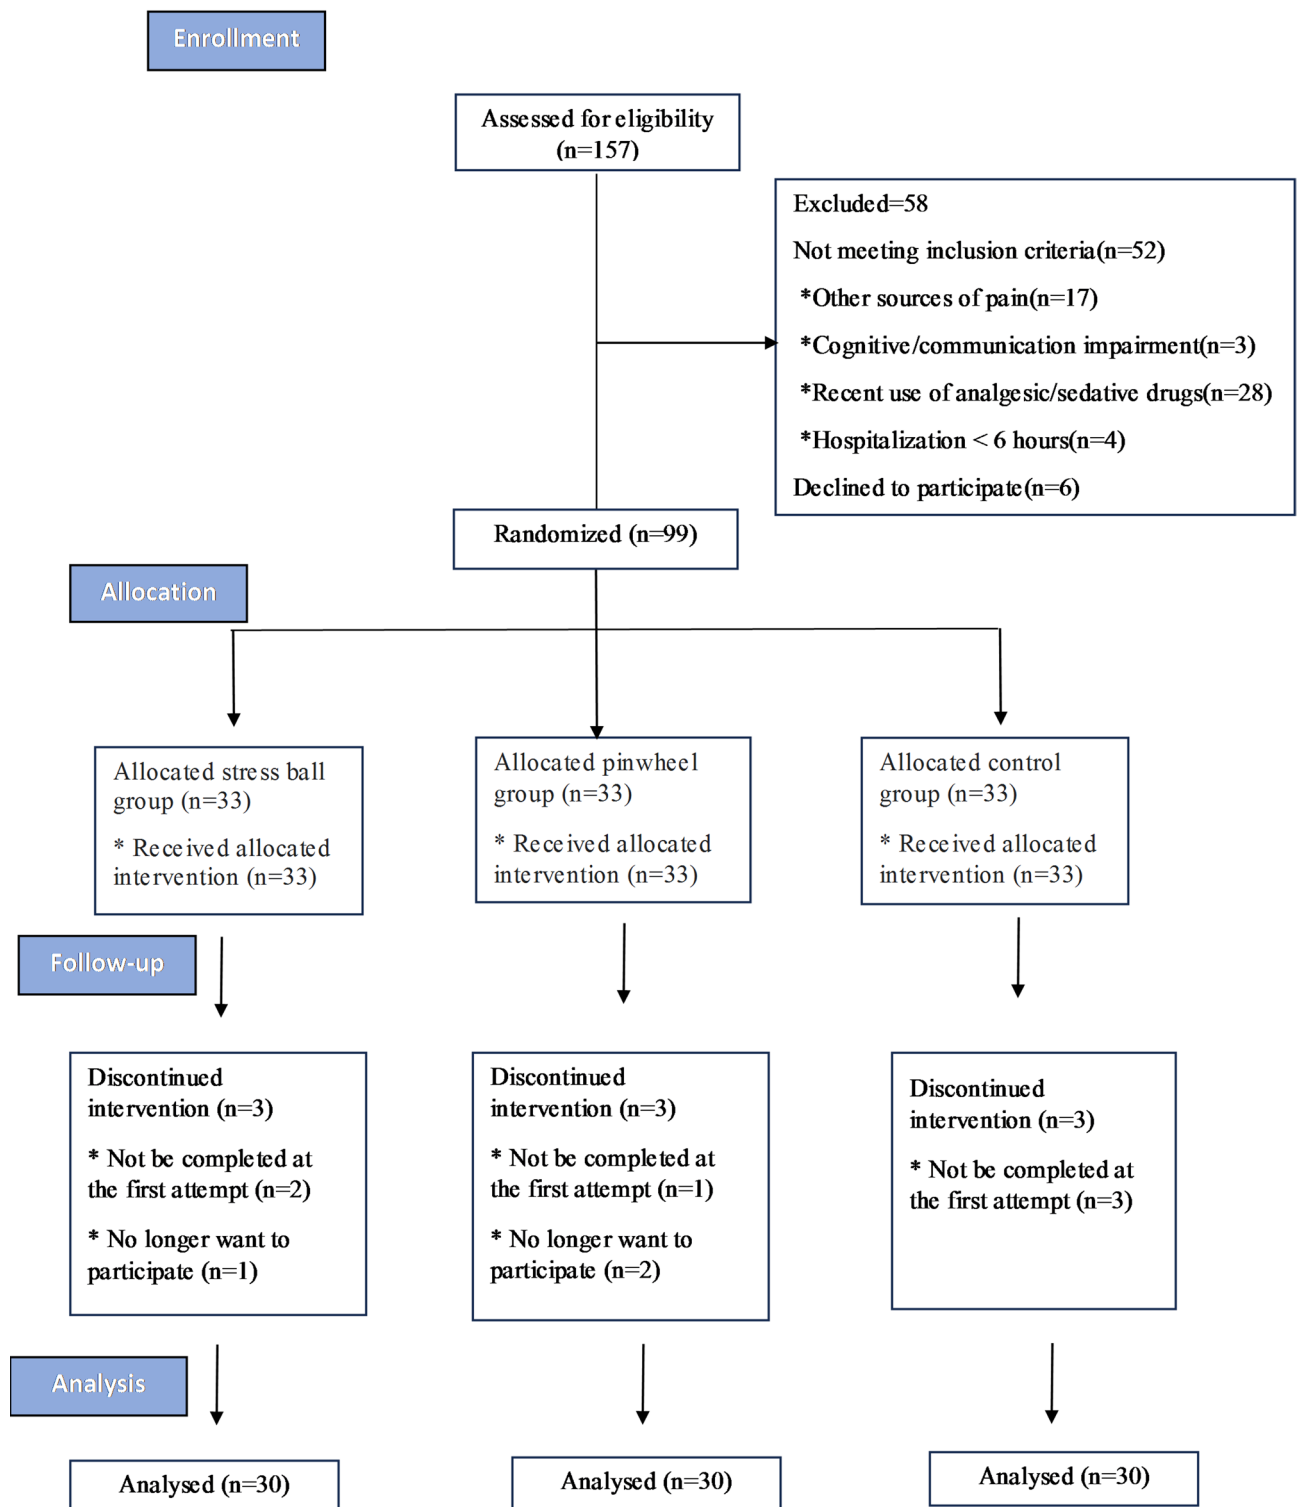 Enrollment
Assessed for eligibility
(n=157)
Excluded=58
Not meeting inclusion criteria(n=52)
*Other sources of pain(n=17)
*Cognitive/communication impairment(n=3)
*Recent use of analgesic/sedative drugs(n=28)
*Hospitalization < 6 hours(n=4)
Declined to participate(n=6)
Randomized (n=99)
Allocation
Allocated stress ball
group (n=33)
* Received allocated
intervention (n=33)
Allocated pinwheel
group (n=33)
* Received allocated
intervention (n=33)
Allocated control
group (n=33)
* Received allocated
intervention (n=33)
Follow-up
Discontinued
intervention (n=3)
* Not be completed at
the first attempt (n=2)
* No longer want to
participate (n=1)
Discontinued
intervention (n=3)
* Not be completed at
the first attempt (n=1)
* No longer want to
participate (n=2)
Discontinued
intervention (n=3)
* Not be completed at
the first attempt (n=3)
Analysis
Analysed (n=30)
Analysed (n=30)
Analysed (n=30)